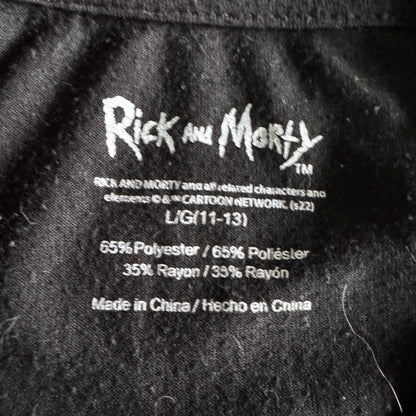 RICK AND MORTY
TM
RICK AND MORTY and all related characters and
elements © & ™ CARTOON NETWORK. (s22)
L/G(11-13)
65% Polyester / 65% Poliéster
35% Rayon / 35% Rayón
Made in China / Hecho en China